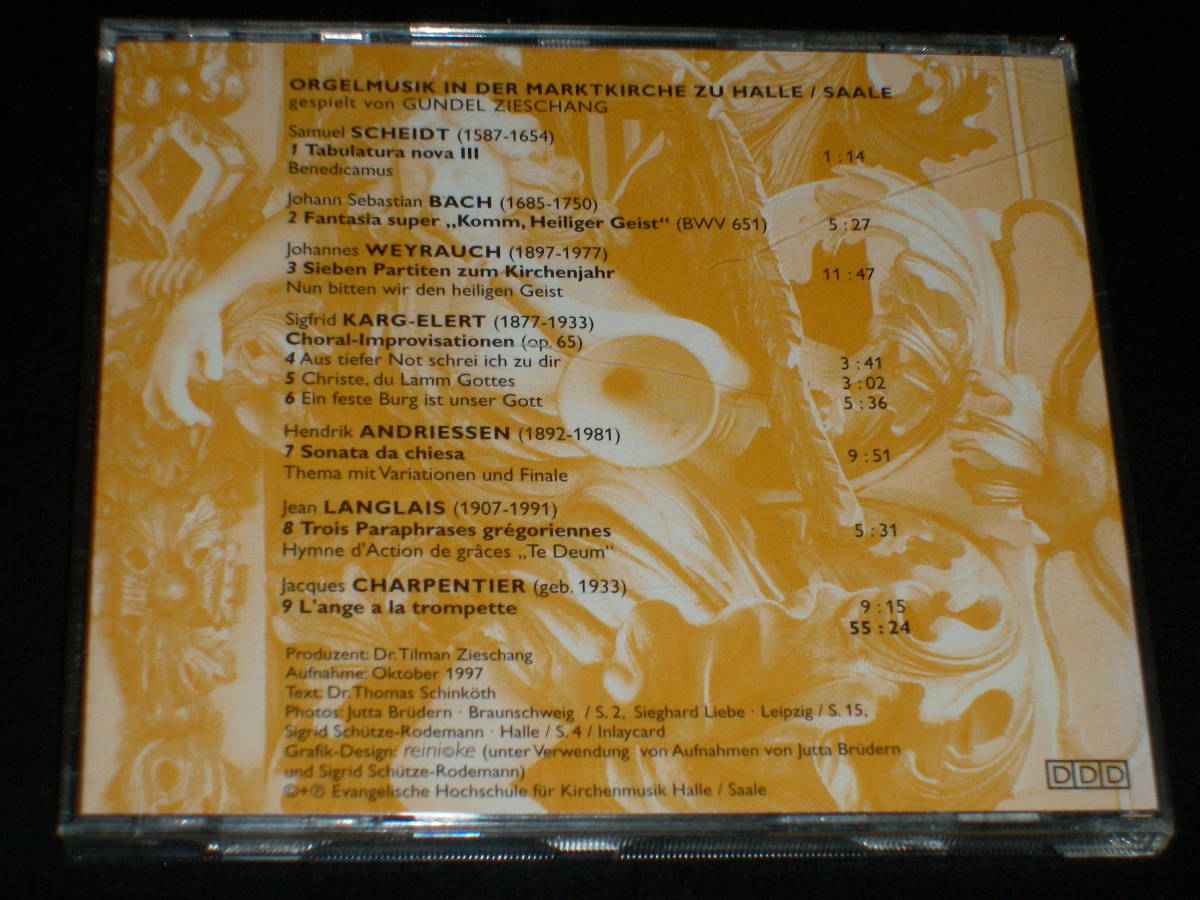 ORGELMUSIK IN DER MARKTKIRCHE ZU HALLE / SAALE
gespielt von GUNDEL ZIESCHANG
Samuel SCHEIDT (1587-1654)
1 Tabulatura nova III 1 : 14
Benedicamus
Johann Sebastian BACH (1685-1750)
2 Fantasia super „Komm, Heiliger Geist“ (BWV 651) 5 : 27
Johannes WEYRAUCH (1897-1977)
3 Sieben Partiten zum Kirchenjahr 11 : 47
Nun bitten wir den heiligen Geist
Sigfrid KARG-ELERT (1877-1933)
Choral-Improvisationen (op. 65)
4 Aus tiefer Not schrei ich zu dir 3 : 41
5 Christe, du Lamm Gottes 3 : 02
6 Ein feste Burg ist unser Gott 5 : 36
Hendrik ANDRIESSEN (1892-1981)
7 Sonata da chiesa 9 : 51
Thema mit Variationen und Finale
Jean LANGLAIS (1907-1991)
8 Trois Paraphrases grégoriennes 5 : 31
Hymne d'Action de grâces „Te Deum“
Jacques CHARPENTIER (geb. 1933)
9 L'ange a la trompette 9 : 15
55 : 24
Produzent: Dr. Tilman Zieschang
Aufnahme: Oktober 1997
Text: Dr. Thomas Schinköth
Photos: Jutta Brüdern · Braunschweig / S. 2, Sieghard Liebe · Leipzig / S. 15,
Sigrid Schütze-Rodemann · Halle / S. 4 / Inlaycard
Grafik-Design: reini©ke (unter Verwendung von Aufnahmen von Jutta Brüdern
und Sigrid Schütze-Rodemann)
©+℗ Evangelische Hochschule für Kirchenmusik Halle / Saale
DDD